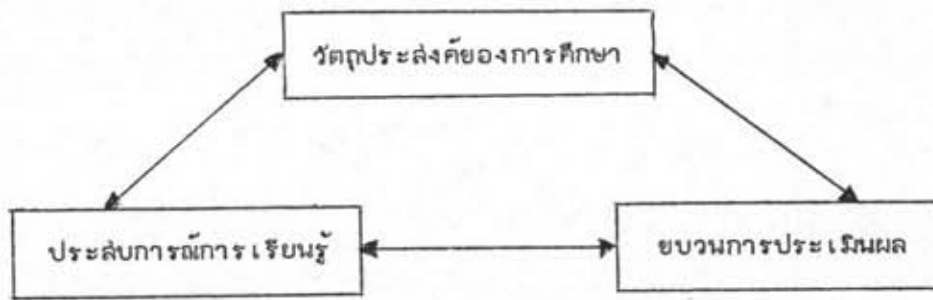 วัตถุประสงค์ของการศึกษา
ประสบการณ์การเรียนรู้
ขบวนการประเมินผล